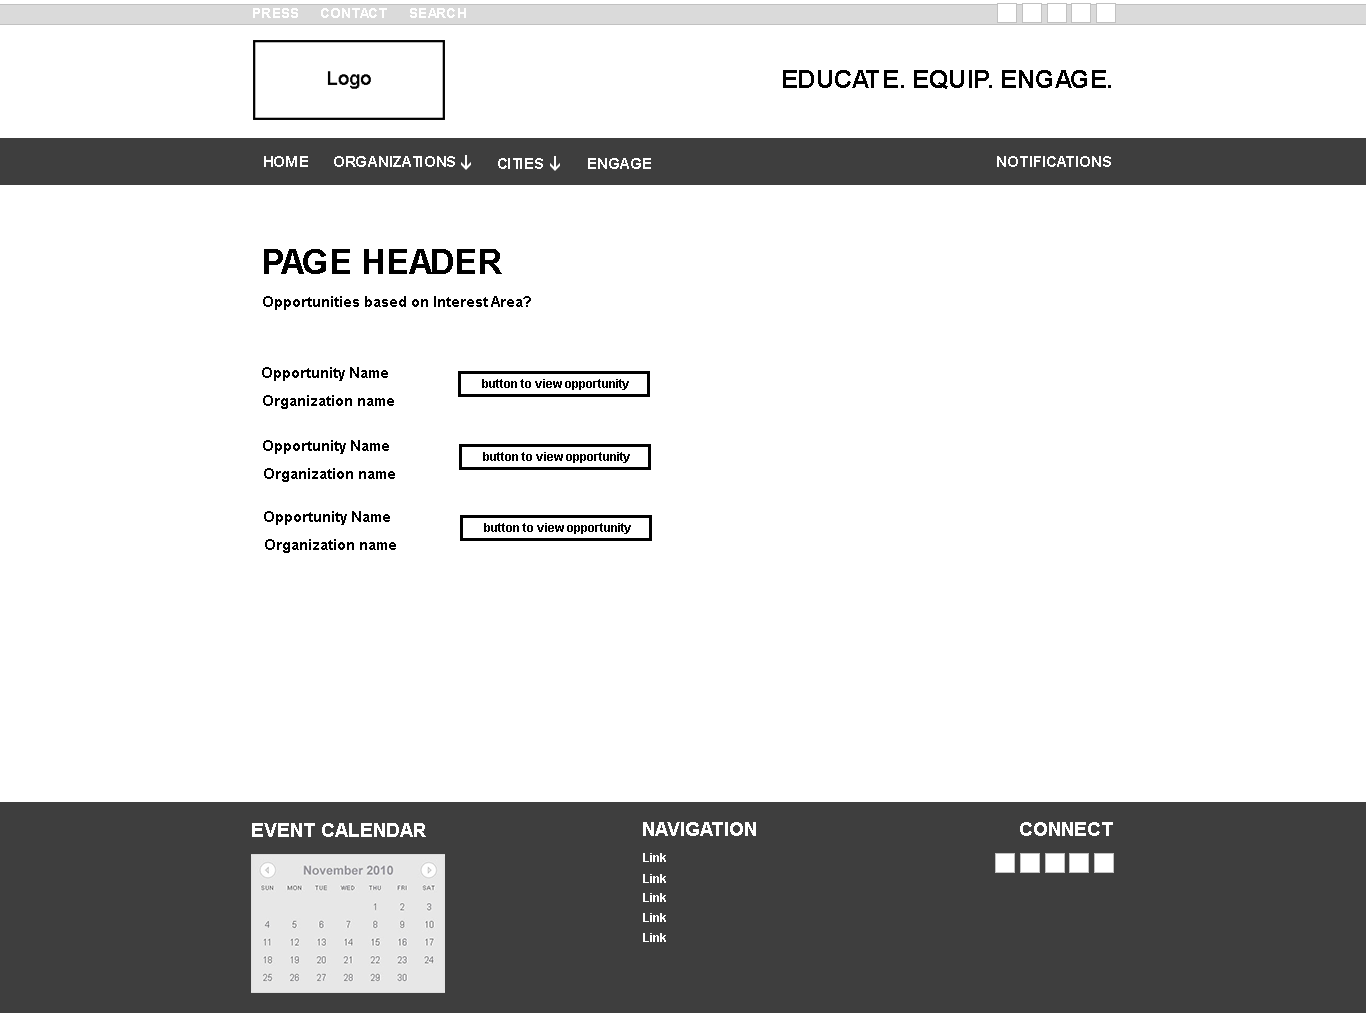 PRESS CONTACT SEARCH
Logo
EDUCATE. EQUIP. ENGAGE.
HOME ORGANIZATIONS CITIES ENGAGE NOTIFICATIONS
PAGE HEADER
Opportunities based on Interest Area?
Opportunity Name
button to view opportunity
Organization name
Opportunity Name
button to view opportunity
Organization name
Opportunity Name
button to view opportunity
Organization name
EVENT CALENDAR
November 2010
SUN MON TUE WED THU FRI SAT
1 2 3
4 5 6 7 8 9 10
11 12 13 14 15 16 17
18 19 20 21 22 23 24
25 26 27 28 29 30
NAVIGATION
Link
Link
Link
Link
Link
CONNECT